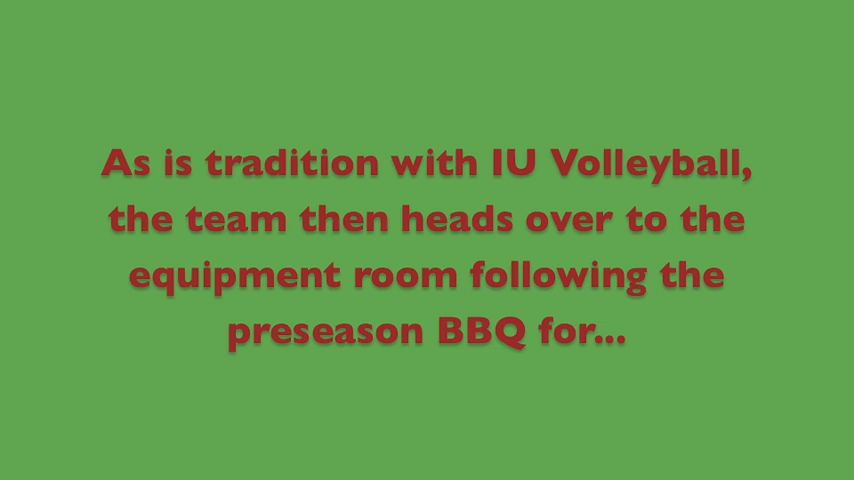 As is tradition with IU Volleyball,
the team then heads over to the
equipment room following the
preseason BBQ for...